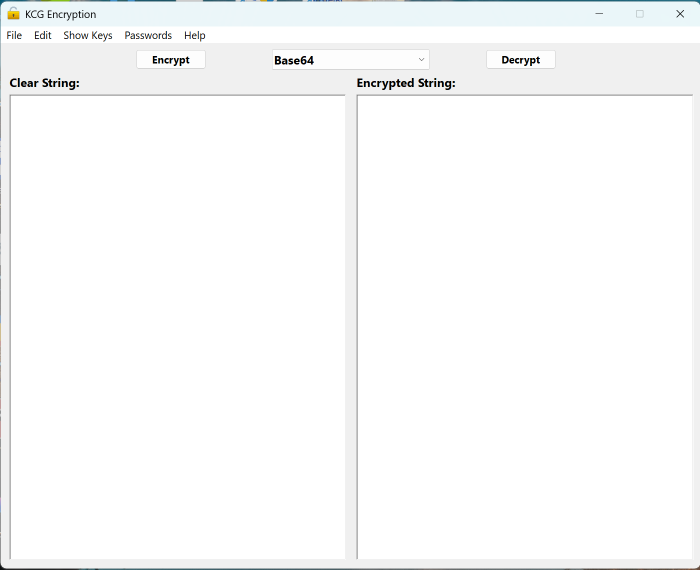 KCG Encryption
File Edit Show Keys Passwords Help
Encrypt Base64 Decrypt
Clear String: Encrypted String: